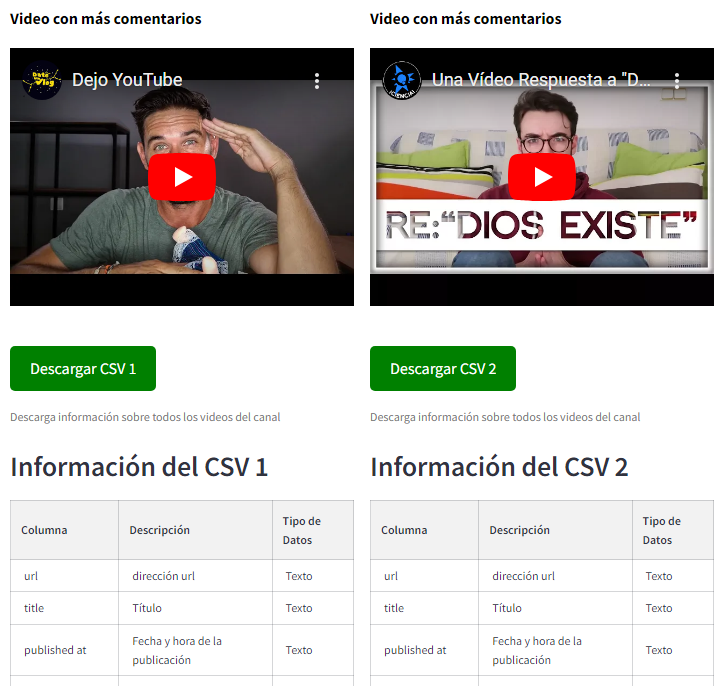 Video con más comentarios
Date un Vlog
Dejo YouTube
Descargar CSV 1
Descarga información sobre todos los videos del canal
Información del CSV 1
Columna
Descripción
Tipo de
Datos
url
dirección url
Texto
title
Título
Texto
published at
Fecha y hora de la
publicación
Texto
Video con más comentarios
¡CIENCIA!
Una Vídeo Respuesta a "D...
RE:“DIOS EXISTE”
Descargar CSV 2
Descarga información sobre todos los videos del canal
Información del CSV 2
Columna
Descripción
Tipo de
Datos
url
dirección url
Texto
title
Título
Texto
published at
Fecha y hora de la
publicación
Texto